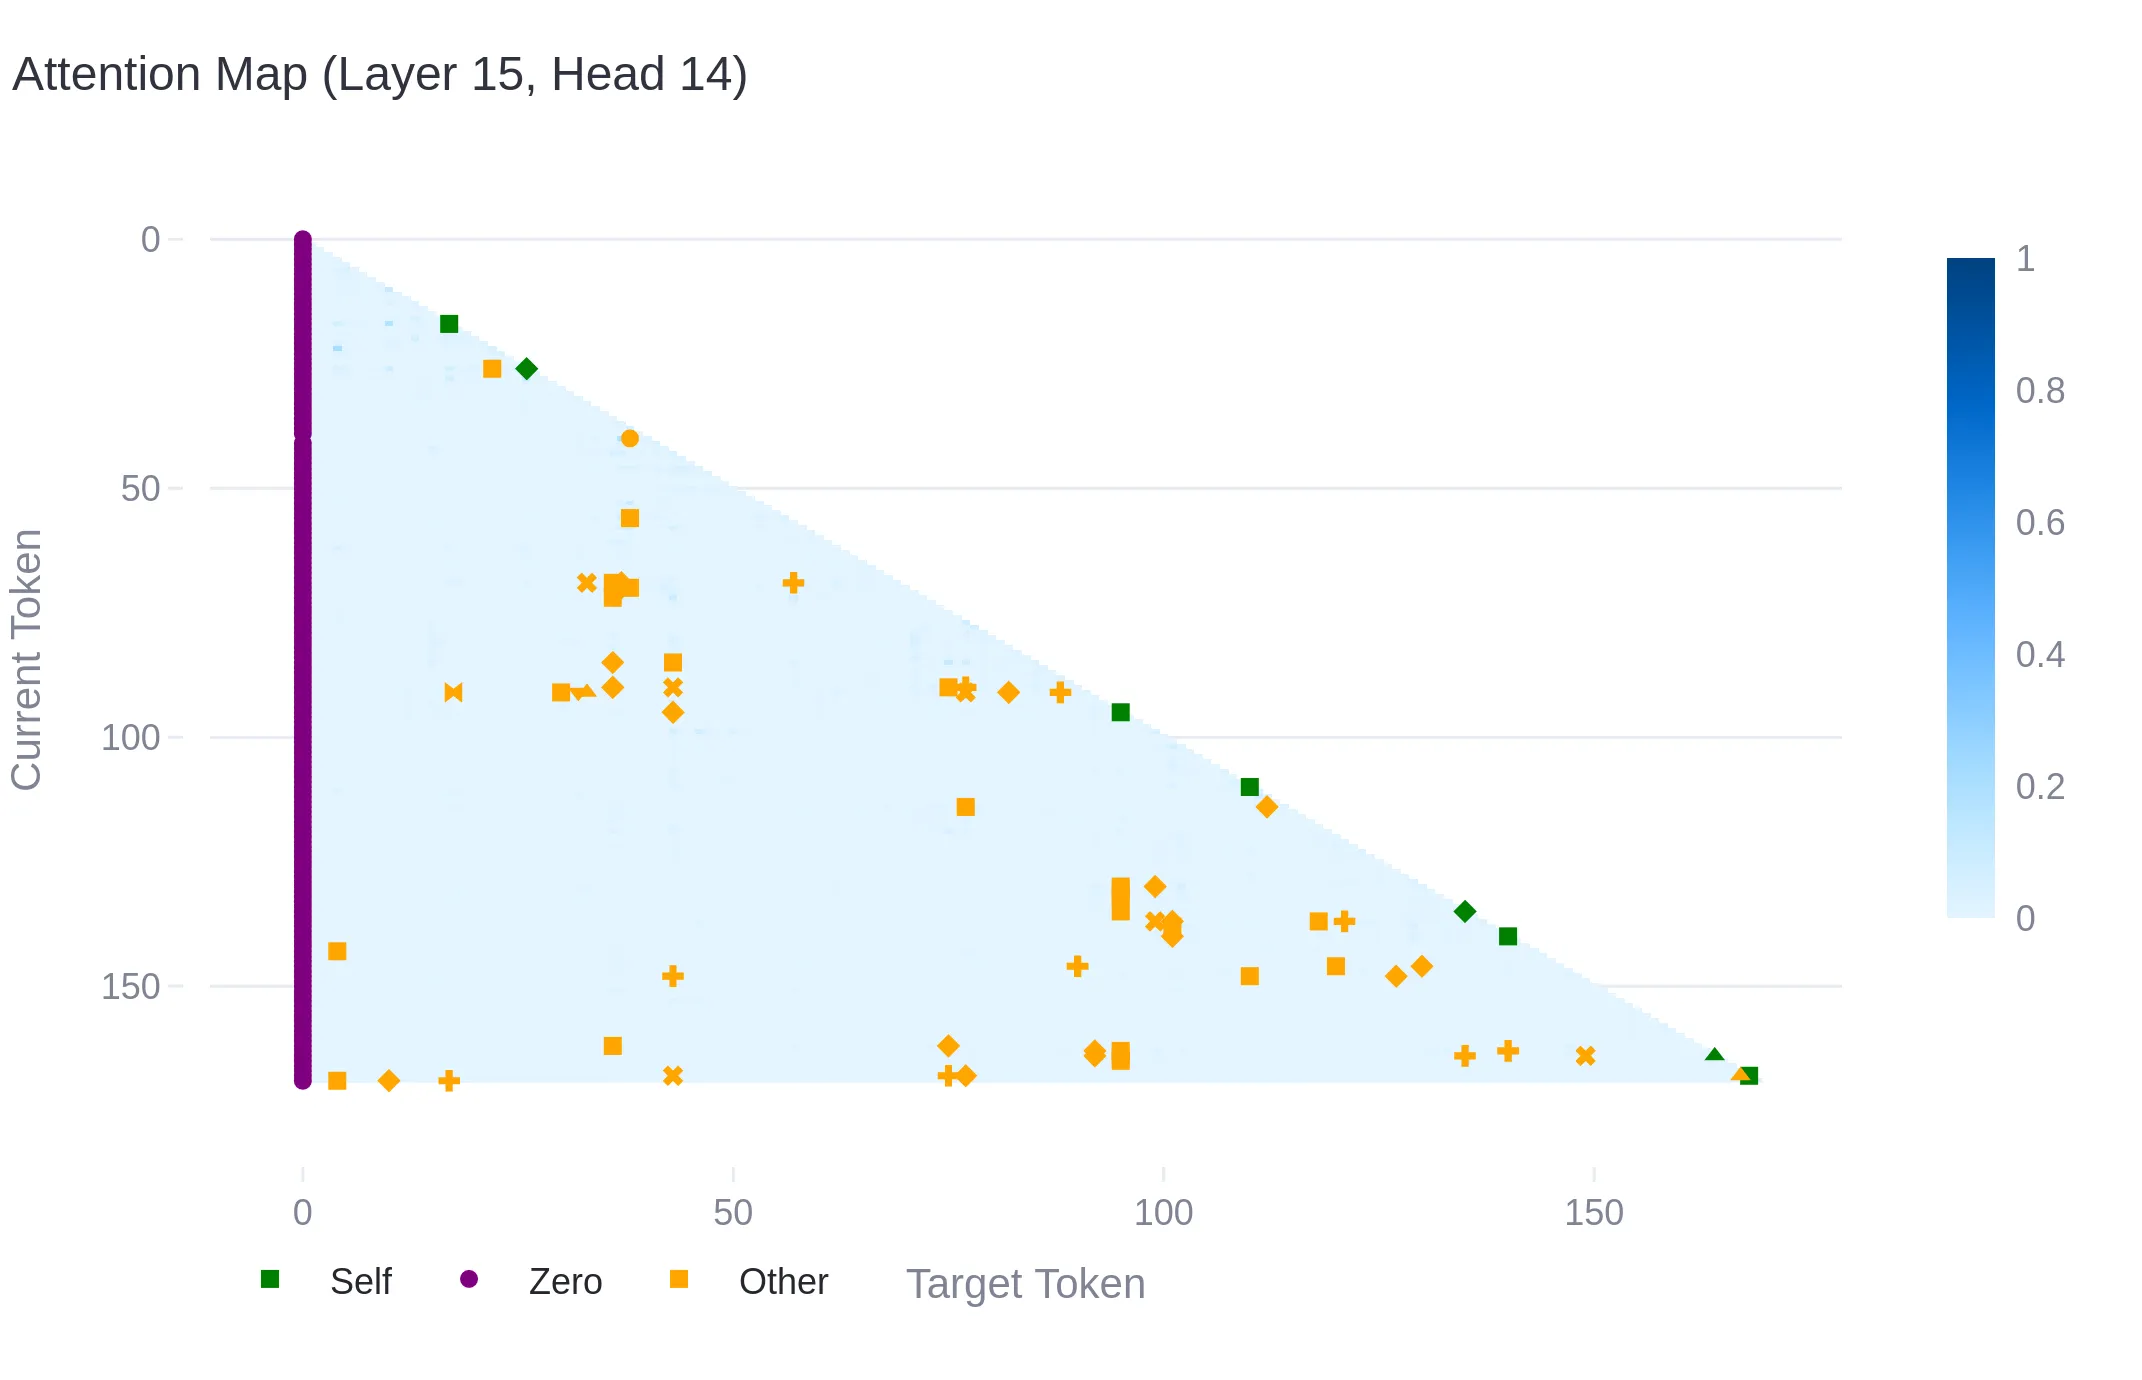 Attention Map (Layer 15, Head 14)
0
50
100
150
Current Token
1
0.8
0.6
0.4
0.2
0
0 50 100 150
Self Zero Other Target Token